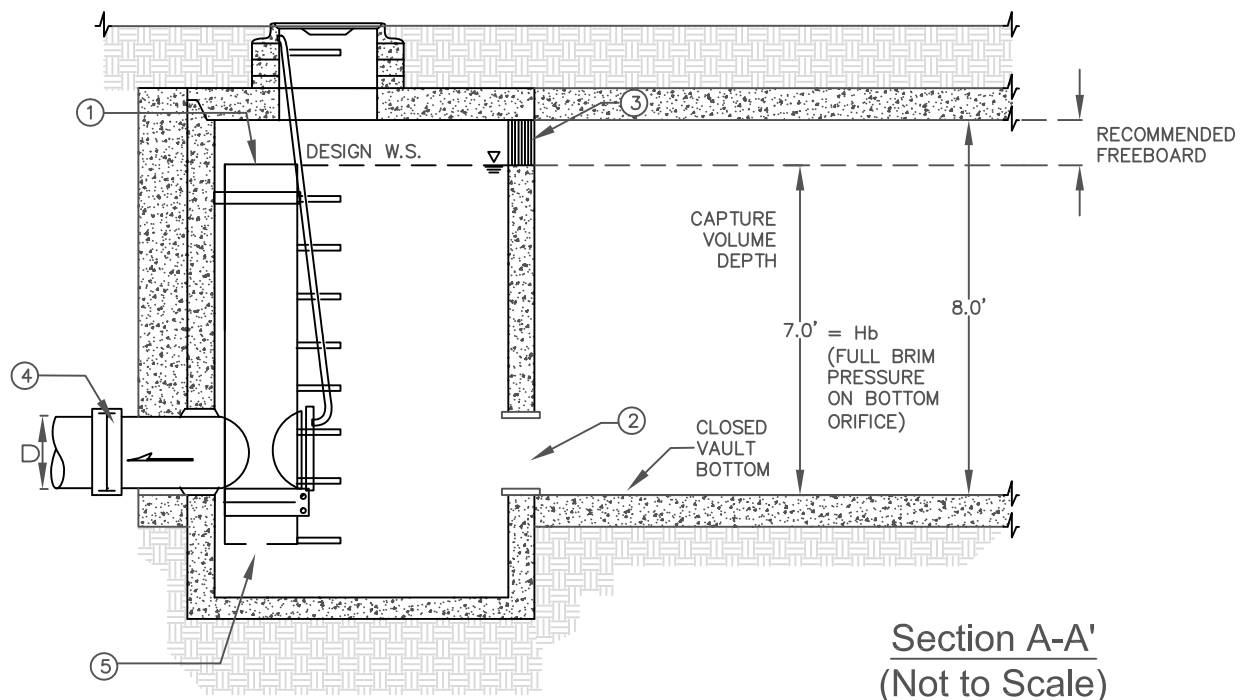 1
3
DESIGN W.S.
RECOMMENDED
FREEBOARD
CAPTURE
VOLUME
DEPTH
8.0'
7.0' = Hb
(FULL BRIM
PRESSURE
ON BOTTOM
ORIFICE)
4
2
D
CLOSED
VAULT
BOTTOM
5
Section A-A'
(Not to Scale)